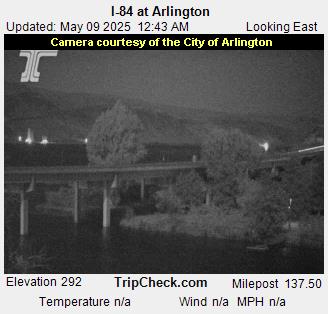 I-84 at Arlington
Updated: May 09 2025 12:43 AM Looking East
Camera courtesy of the City of Arlington
Elevation 292 TripCheck.com Milepost 137.50
Temperature n/a Wind n/a MPH n/a